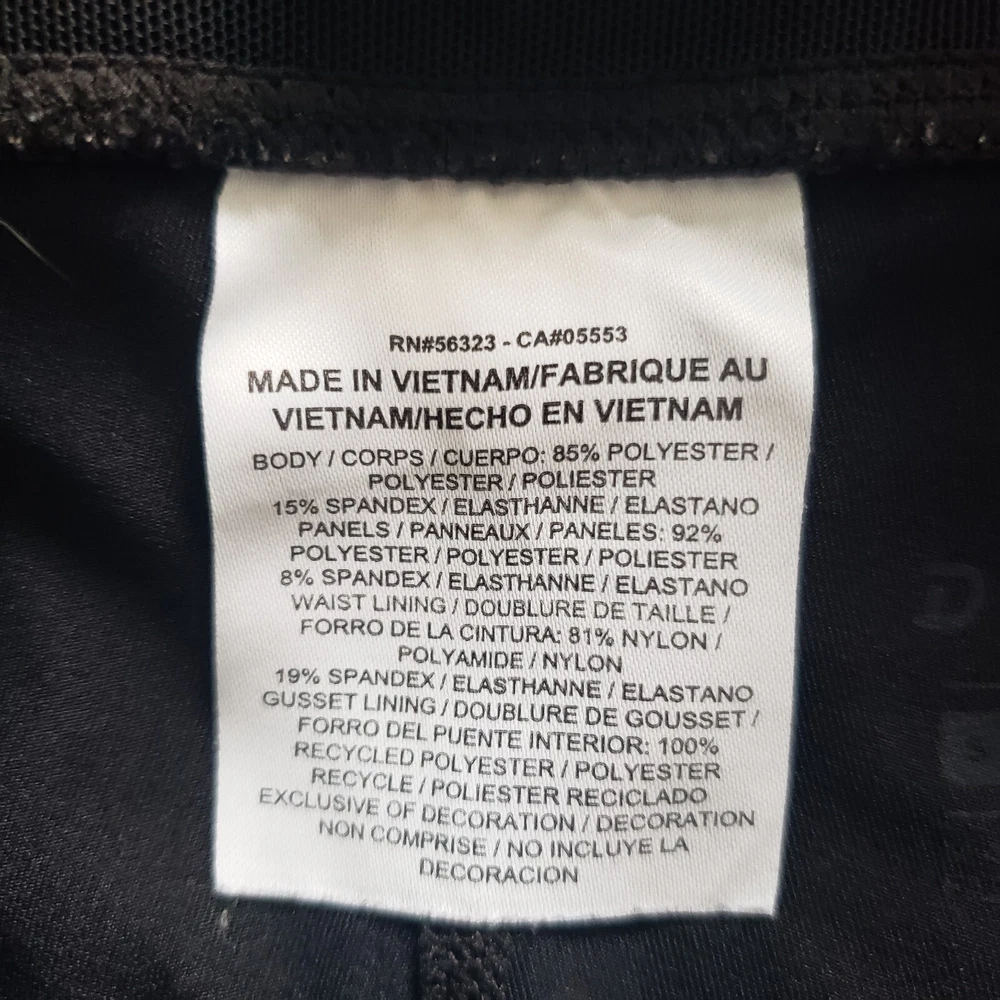 RN#56323 - CA#05553
MADE IN VIETNAM/FABRIQUE AU
VIETNAM/HECHO EN VIETNAM
BODY / CORPS / CUERPO: 85% POLYESTER /
POLYESTER / POLIESTER
15% SPANDEX / ELASTHANNE / ELASTANO
PANELS / PANNEAUX / PANELES: 92%
POLYESTER / POLYESTER / POLIESTER
8% SPANDEX / ELASTHANNE / ELASTANO
WAIST LINING / DOUBLURE DE TAILLE /
FORRO DE LA CINTURA: 81% NYLON /
POLYAMIDE / NYLON
19% SPANDEX / ELASTHANNE / ELASTANO
GUSSET LINING / DOUBLURE DE GOUSSET /
FORRO DEL PUENTE INTERIOR: 100%
RECYCLED POLYESTER / POLYESTER
RECYCLE / POLIESTER RECICLADO
EXCLUSIVE OF DECORATION / DECORATION
NON COMPRISE / NO INCLUYE LA
DECORACION